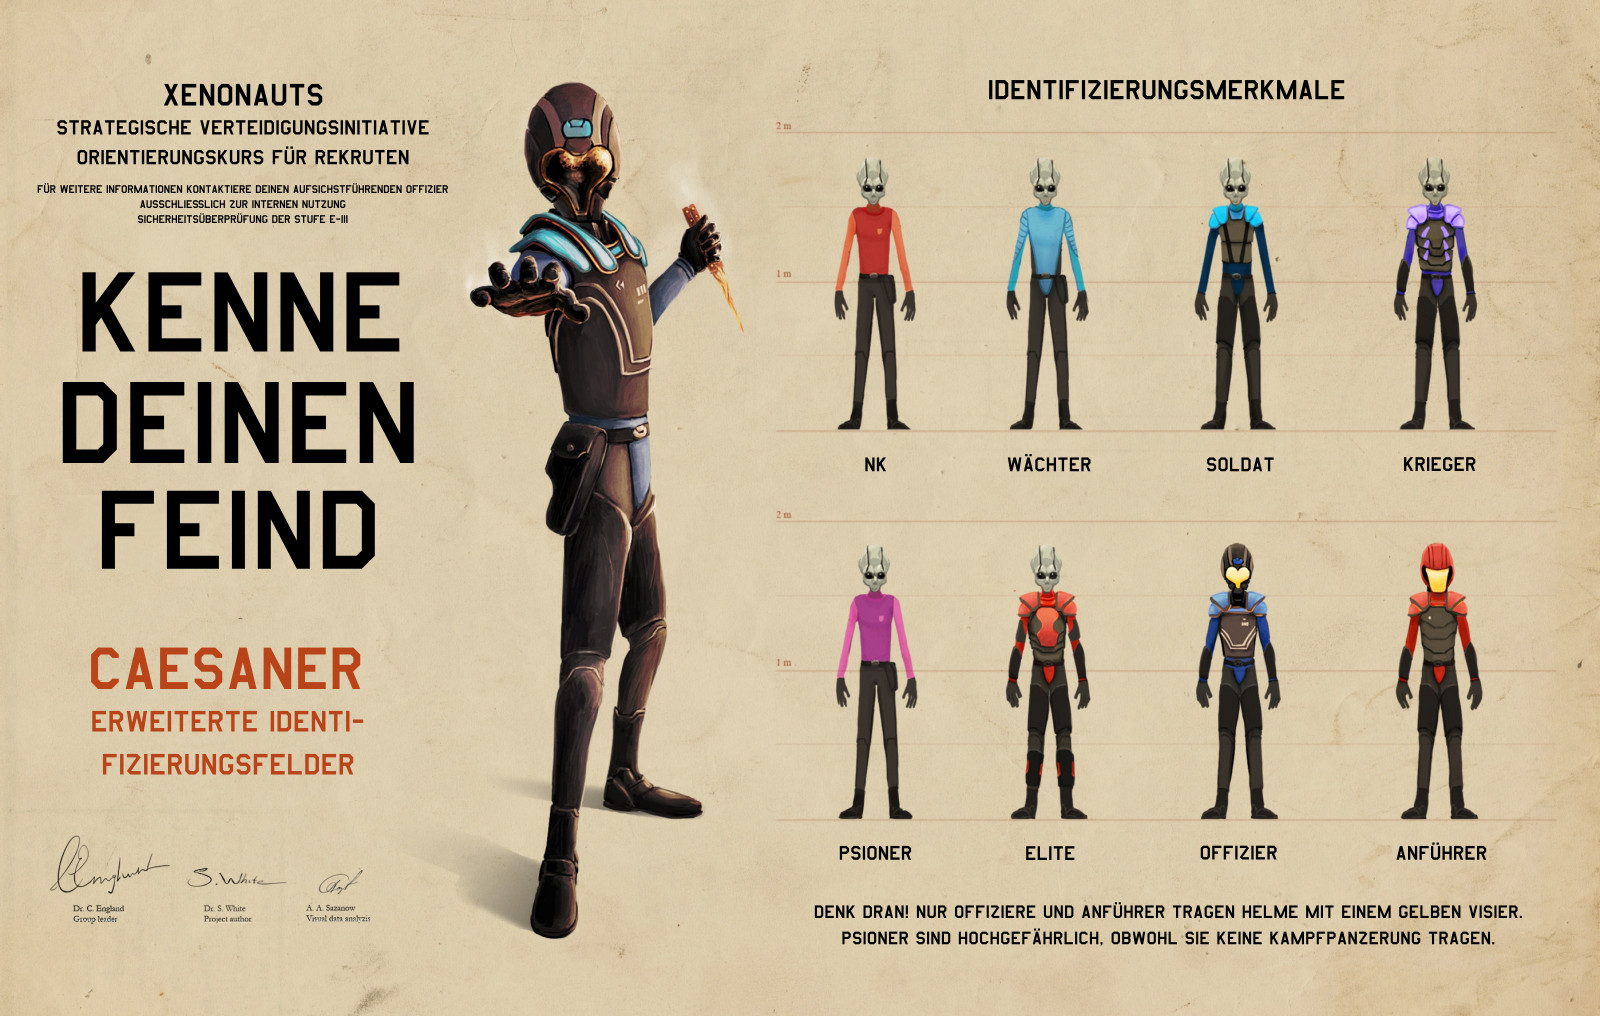 XENONAUTS
STRATEGISCHE VERTEIDIGUNGSINITIATIVE
ORIENTIERUNGSKURS FÜR REKRUTEN
FÜR WEITERE INFORMATIONEN KONTAKTIERE DEINEN AUFSICHSTFÜHRENDEN OFFIZIER
AUSSCHLIESSLICH ZUR INTERNEN NUTZUNG
SICHERHEITSÜBERPRÜFUNG DER STUFE E-III
KENNE
DEINEN
FEIND
CAESANER
ERWEITERTE IDENTI-
FIZIERUNGSFELDER
S. White
Dr. C. England
Group leader
Dr. S. White
Project author
A. A. Sazanow
Visual data analyzis
IDENTIFIZIERUNGSMERKMALE
2 m
1 m
NK
WÄCHTER
SOLDAT
KRIEGER
2 m
1 m
PSIONER
ELITE
OFFIZIER
ANFÜHRER
DENK DRAN! NUR OFFIZIERE UND ANFÜHRER TRAGEN HELME MIT EINEM GELBEN VISIER.
PSIONER SIND HOCHGEFÄHRLICH, OBWOHL SIE KEINE KAMPFPANZERUNG TRAGEN.